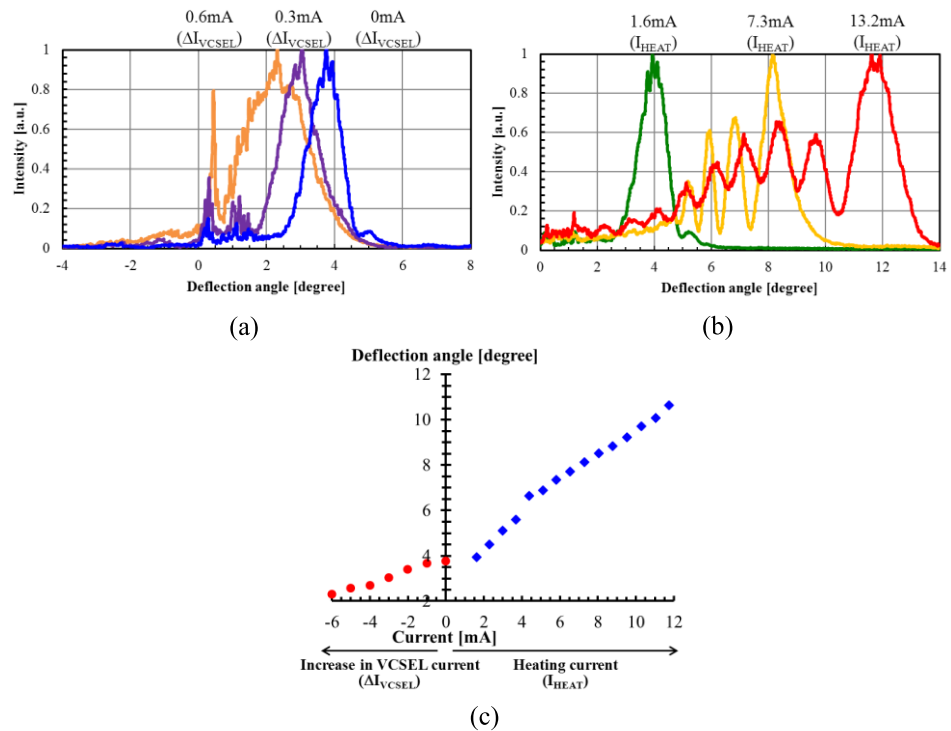 0.6mA 0.3mA 0mA
(ΔI_VCSEL) (ΔI_VCSEL) (ΔI_VCSEL)
1
0.8
0.6
0.4
0.2
0
Intensity [a.u.]
-4 -2 0 2 4 6 8
Deflection angle [degree]
(a)
1.6mA 7.3mA 13.2mA
(I_HEAT) (I_HEAT) (I_HEAT)
1
0.8
0.6
0.4
0.2
0
Intensity [a.u.]
0 2 4 6 8 10 12 14
Deflection angle [degree]
(b)
Deflection angle [degree]
12
10
8
6
4
2
-6 -4 -2 0 2 4 6 8 10 12
Current [mA]
Increase in VCSEL current Heating current
(ΔI_VCSEL) (I_HEAT)
(c)